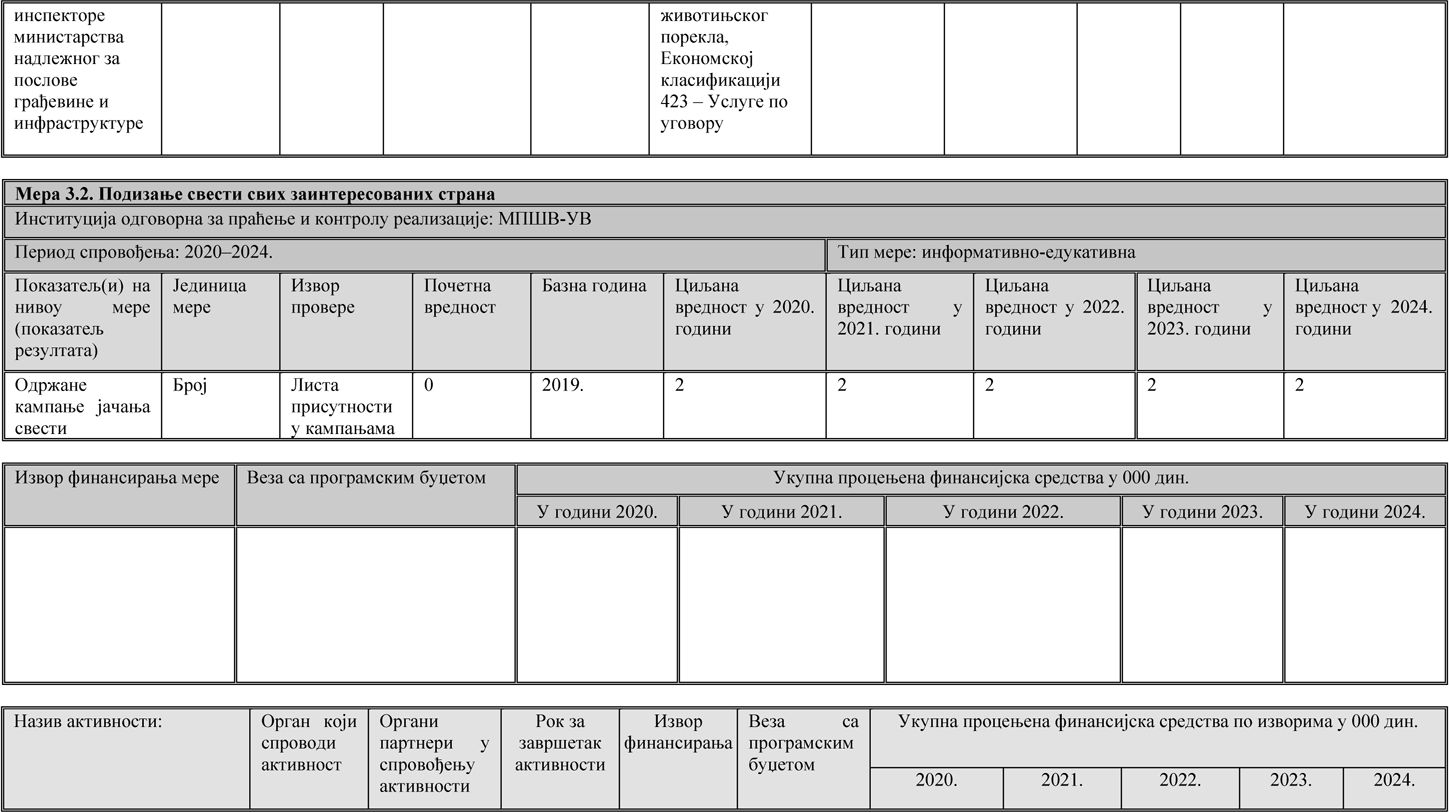 инспекторе
министарства
надлежног за
послове
грађевине и
инфраструктуре
животињског
порекла,
Економској
класификацији
423 – Услуге по
уговору
Мера 3.2. Подизање свести свих заинтересованих страна
Институција одговорна за праћење и контролу реализације: МПШВ-УВ
Период спровођења: 2020–2024.
Тип мере: информативно-едукативна
Показатељ(и) на
нивоу мере
(показатељ
резултата)
Јединица
мере
Извор
провере
Почетна
вредност
Базна година
Циљана
вредност у 2020.
години
Циљана
вредност у
2021. години
Циљана
вредност у 2022.
години
Циљана
вредност у
2023. години
Циљана
вредност у 2024.
години
Одржане
кампање јачања
свести
Број
Листа
присутности
у кампањама
0
2019.
2
2
2
2
2
Извор финансирања мере
Веза са програмским буџетом
Укупна процењена финансијска средства у 000 дин.
У години 2020.
У години 2021.
У години 2022.
У години 2023.
У години 2024.
Назив активности:
Орган који
спроводи
активност
Органи
партнери у
спровођењу
активности
Рок за
завршетак
активности
Извор
финансирања
Веза са
програмским
буџетом
Укупна процењена финансијска средства по изворима у 000 дин.
2020.
2021.
2022.
2023.
2024.